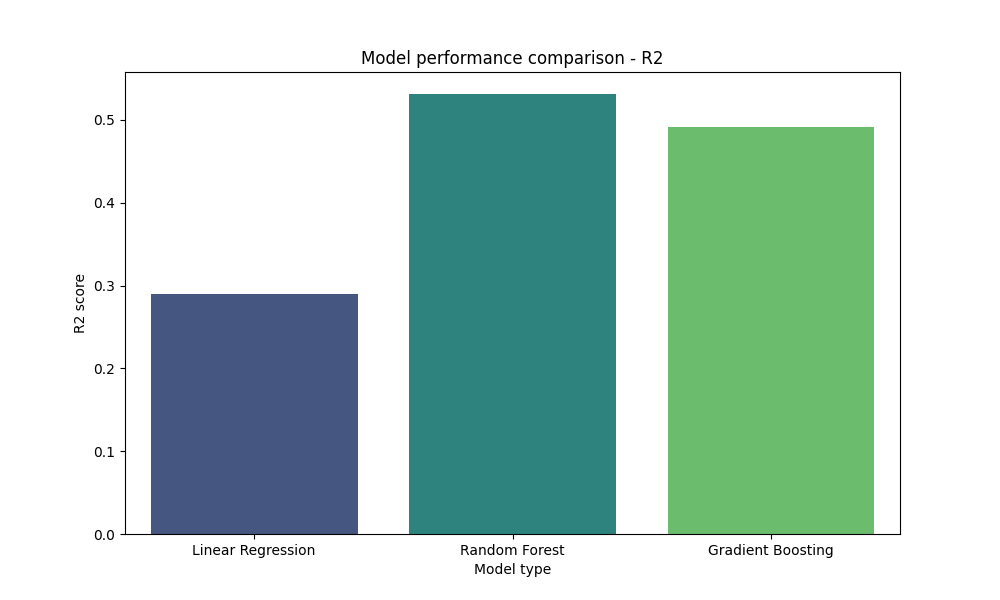 Model performance comparison - R2
R2 score
0.5
0.4
0.3
0.2
0.1
0.0
Linear Regression
Random Forest
Gradient Boosting
Model type